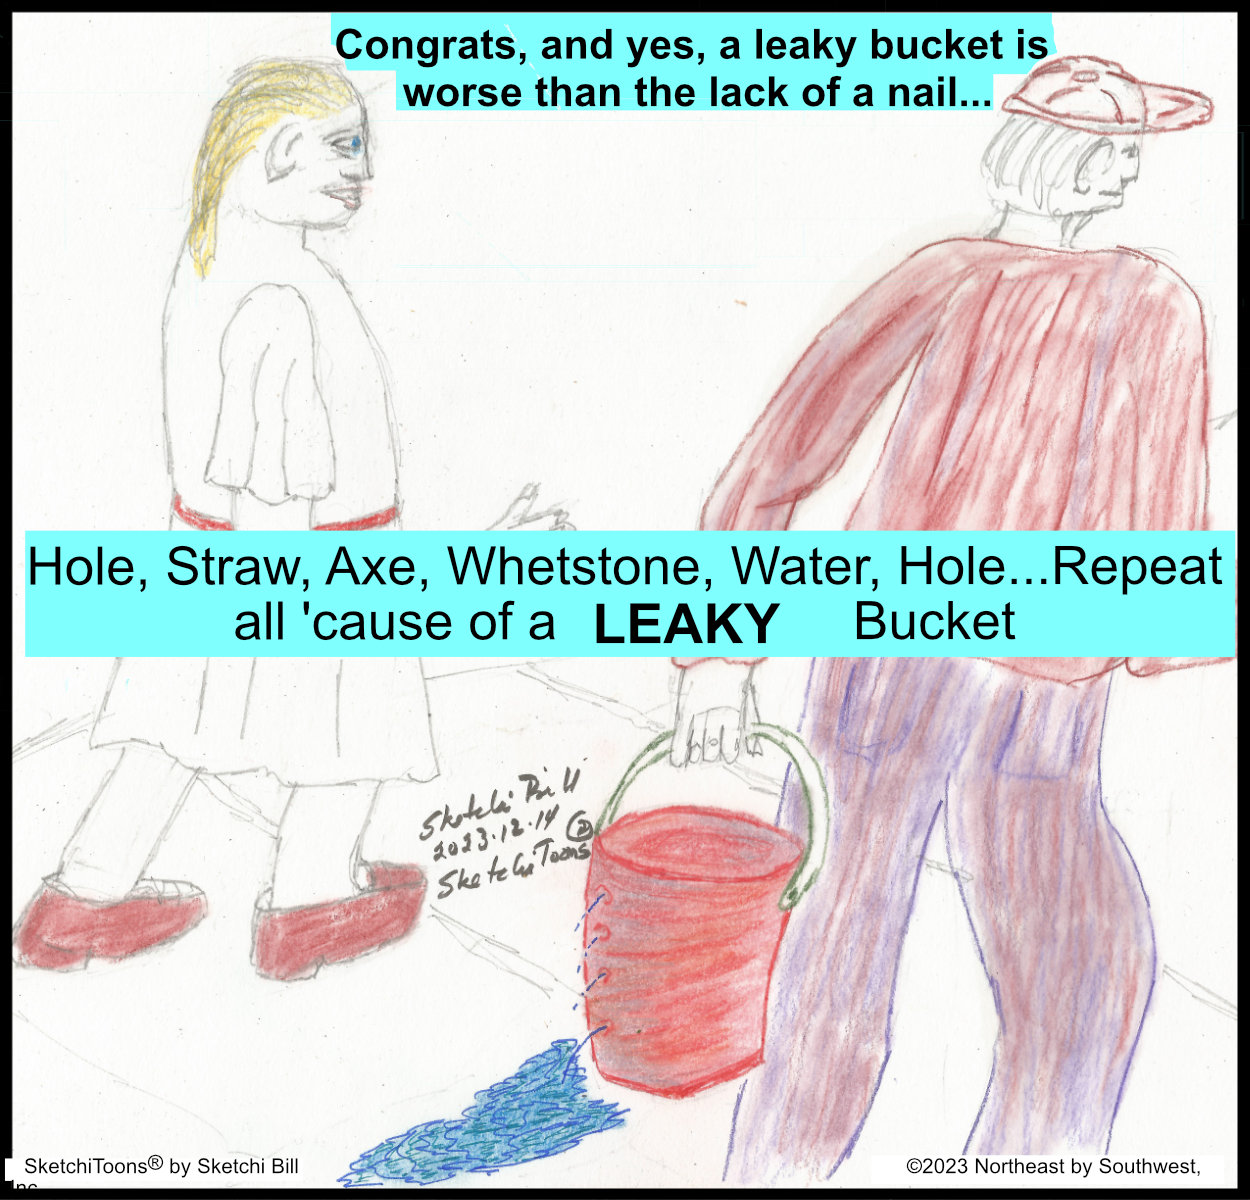 Congrats, and yes, a leaky bucket is
worse than the lack of a nail...
Hole, Straw, Axe, Whetstone, Water, Hole...Repeat
all 'cause of a LEAKY Bucket
Sketchi Bill
2023.12.14
SketchiToons
SketchiToons® by Sketchi Bill
©2023 Northeast by Southwest,
Inc